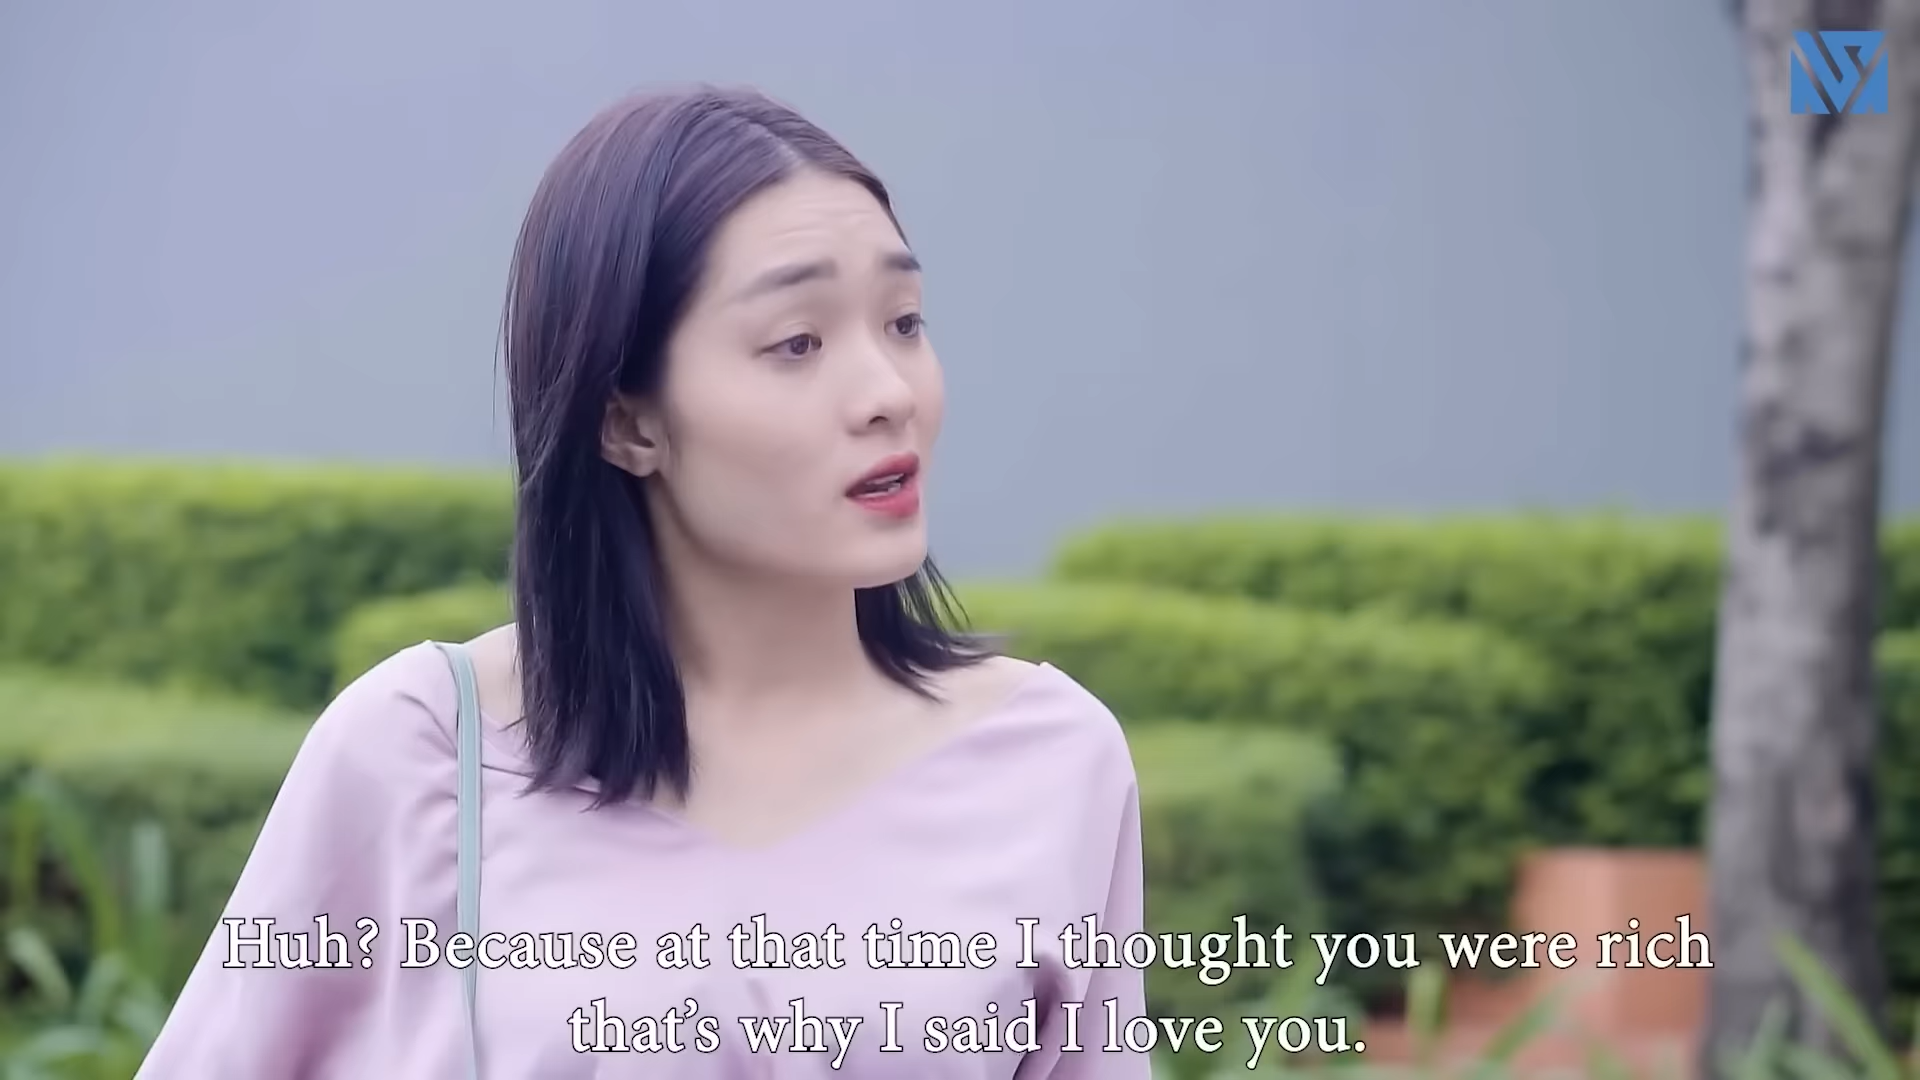 Huh? Because at that time I thought you were rich
that's why I said I love you.